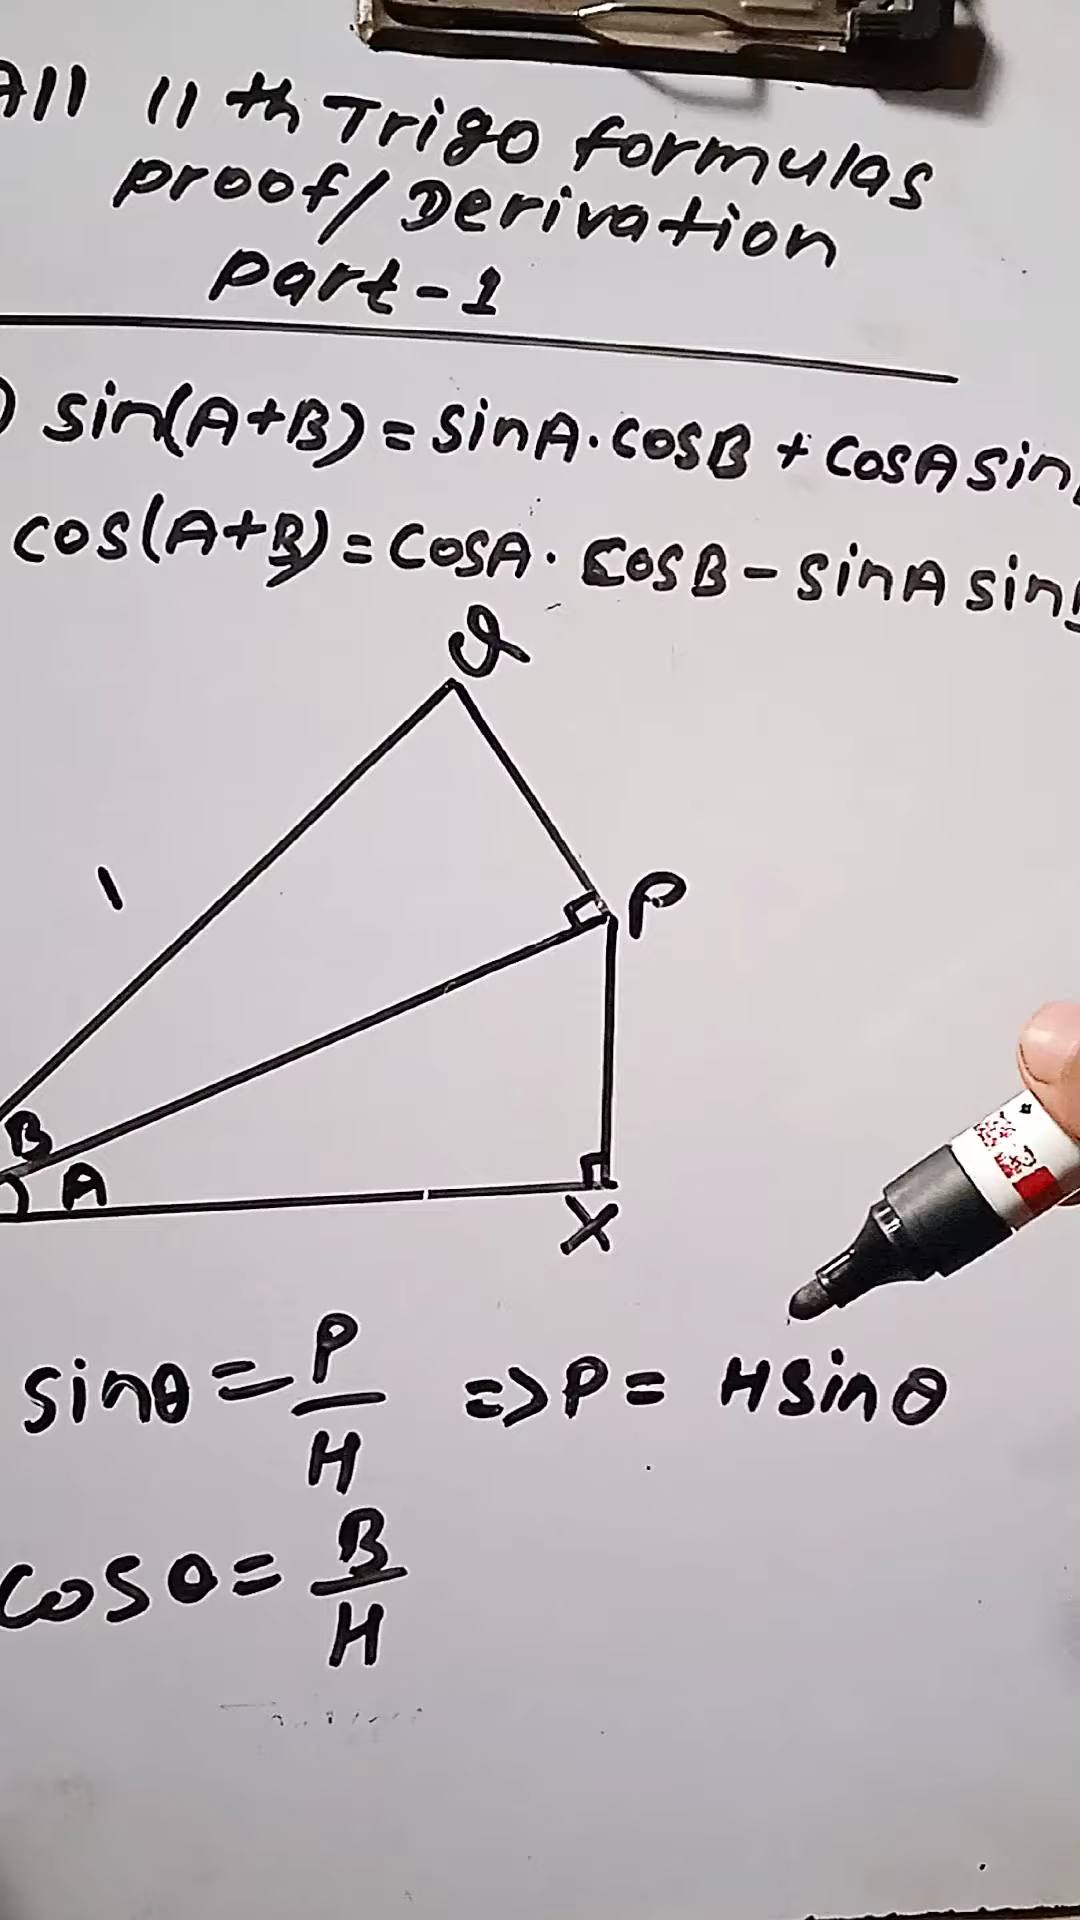 All 11th Trigo formulas
proof/Derivation
part-1
) sin(A+B)=sinA.cosB + cosA sin
cos(A+B)=cosA. cosB - sinA sin
Q
1
P
B
A
X
sinθ = P/H => P = H sinθ
cosθ = B/H